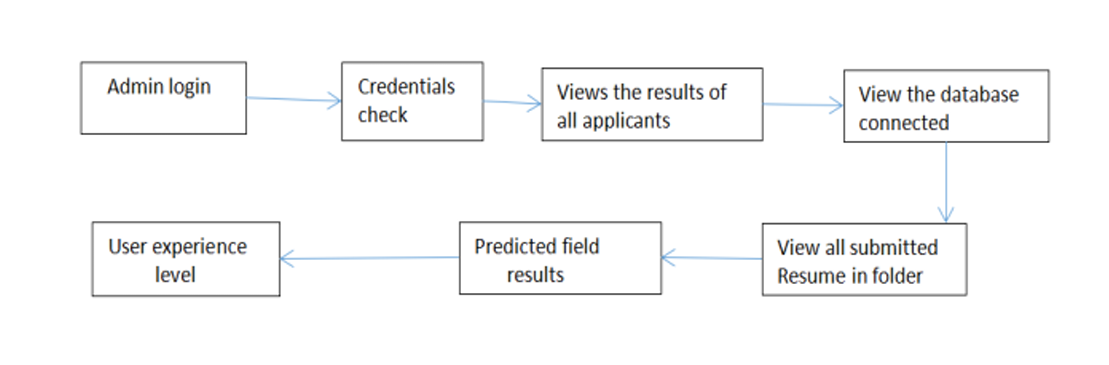 Admin login
Credentials
check
Views the results of
all applicants
View the database
connected
View all submitted
Resume in folder
Predicted field
results
User experience
level